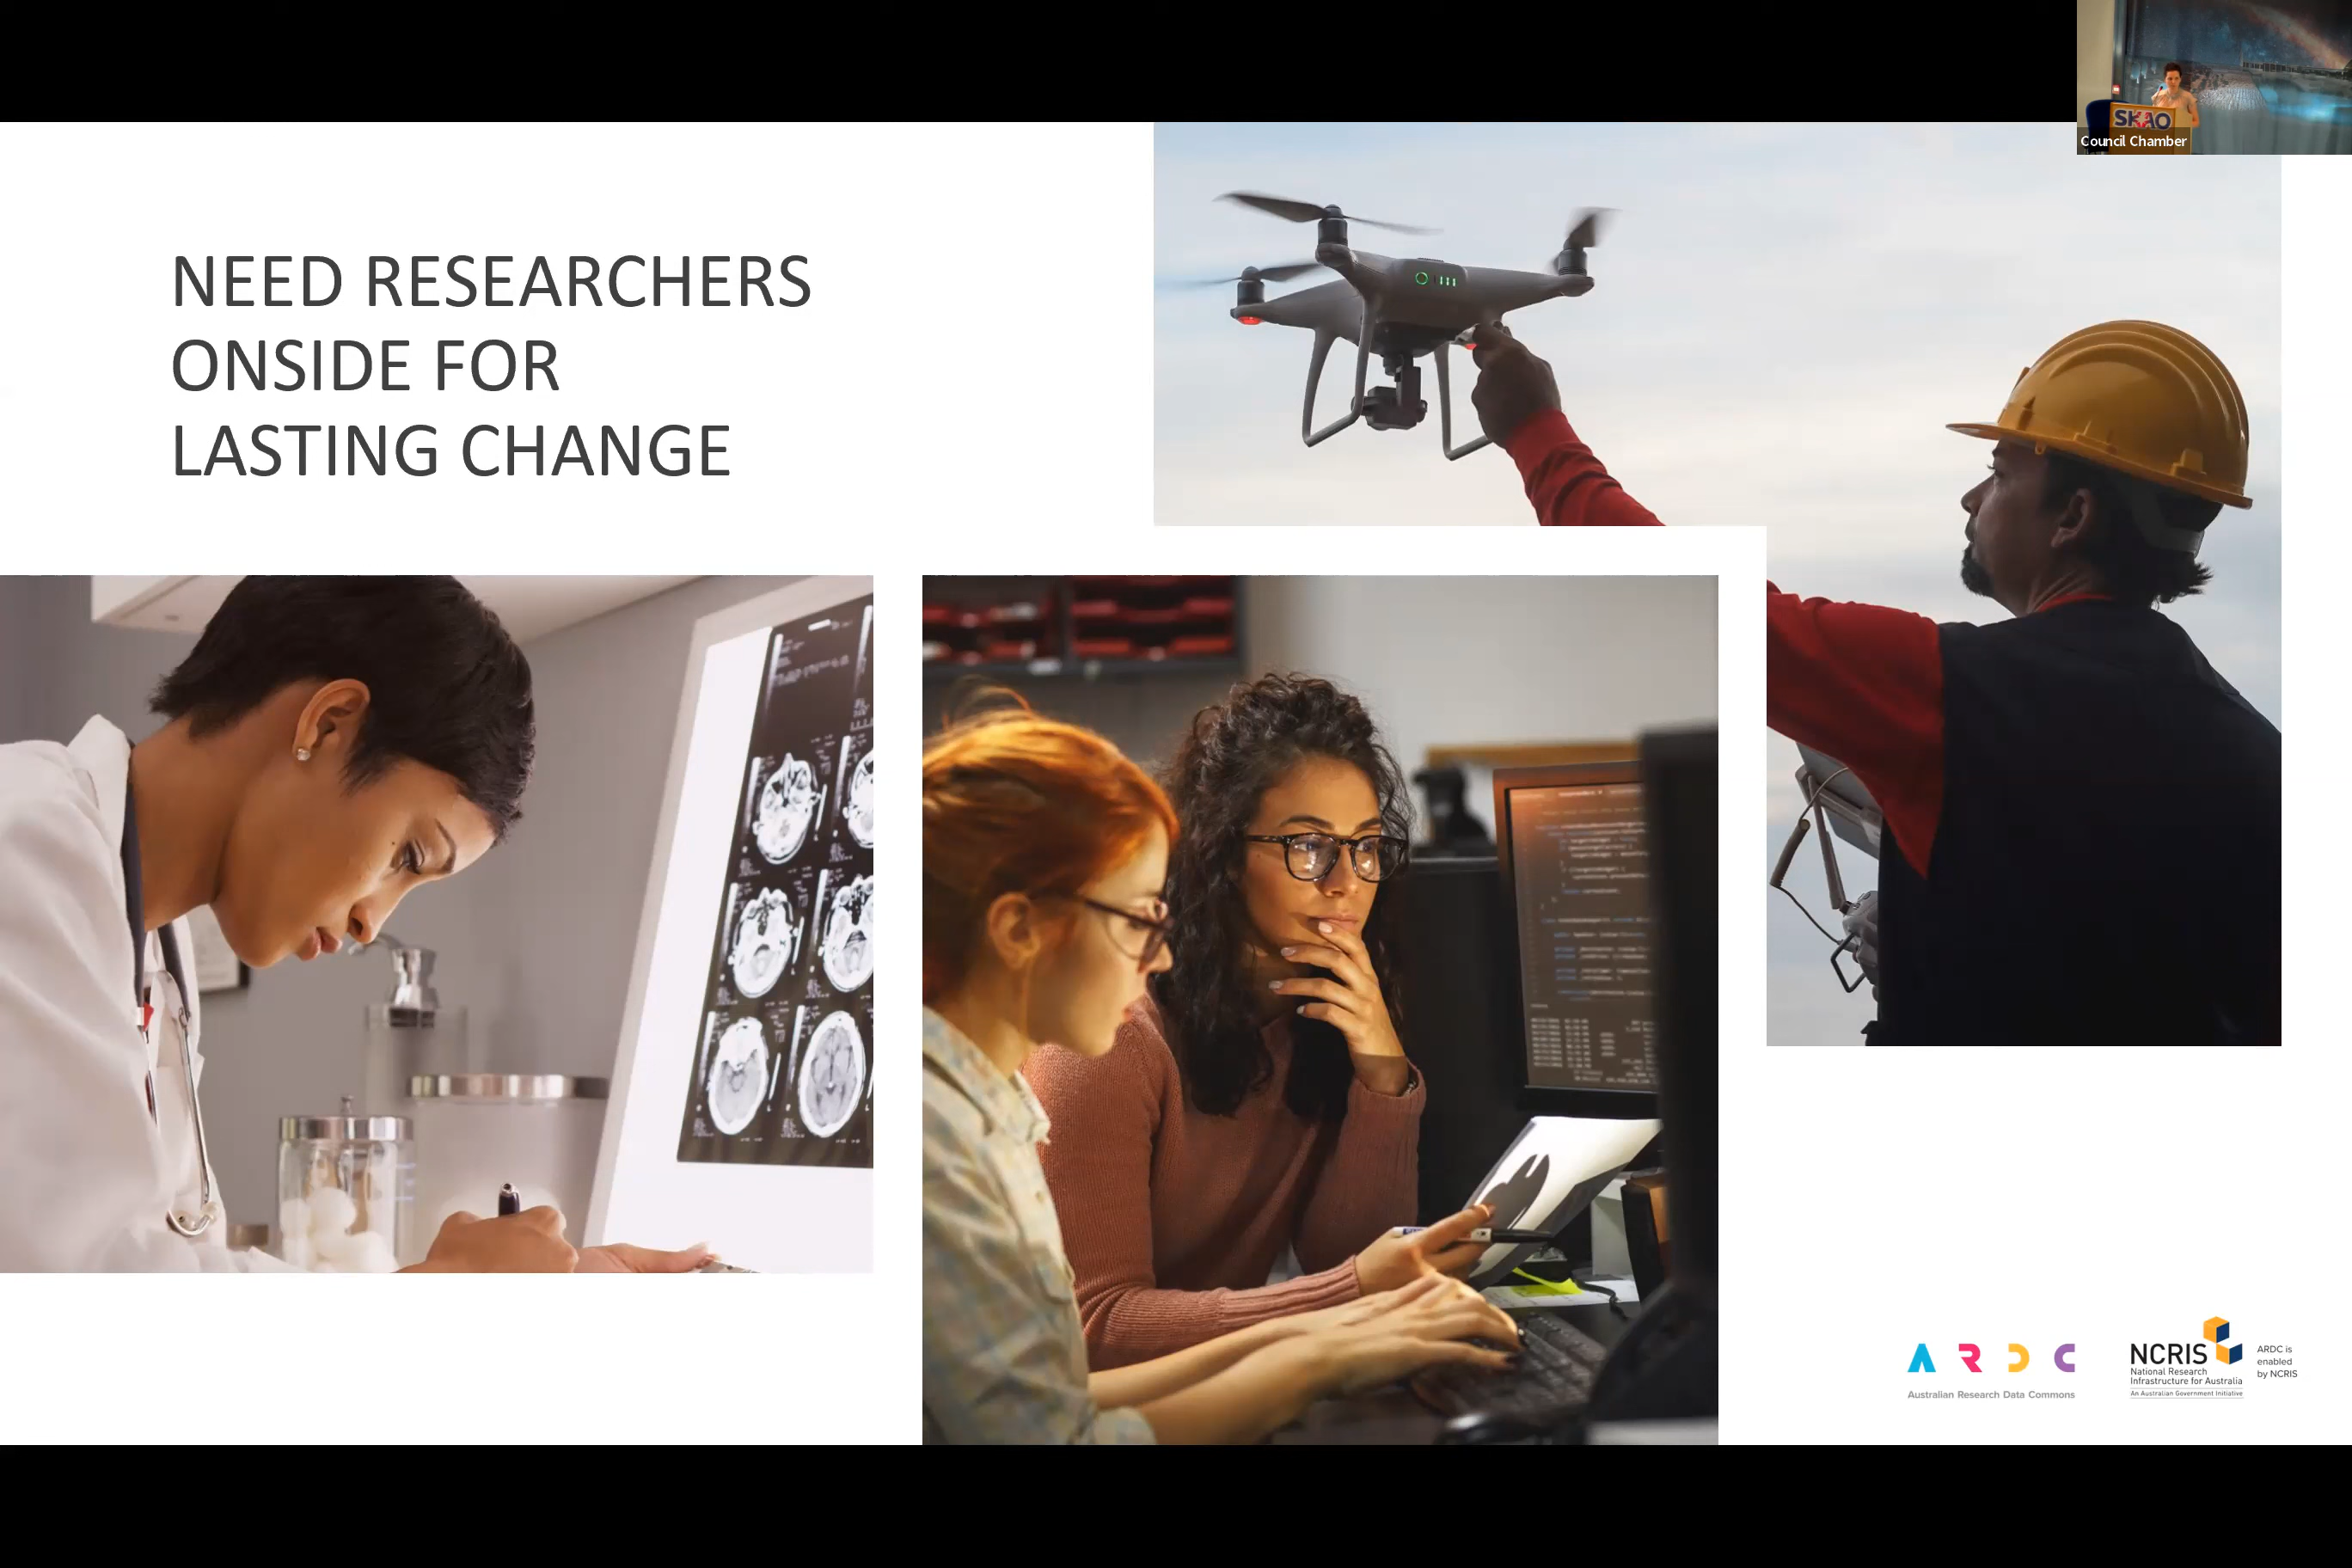 SKAO
Council Chamber
NEED RESEARCHERS
ONSIDE FOR
LASTING CHANGE
ARDC
Australian Research Data Commons
NCRIS
National Research
Infrastructure for Australia
An Australian Government Initiative
ARDC is
enabled
by NCRIS